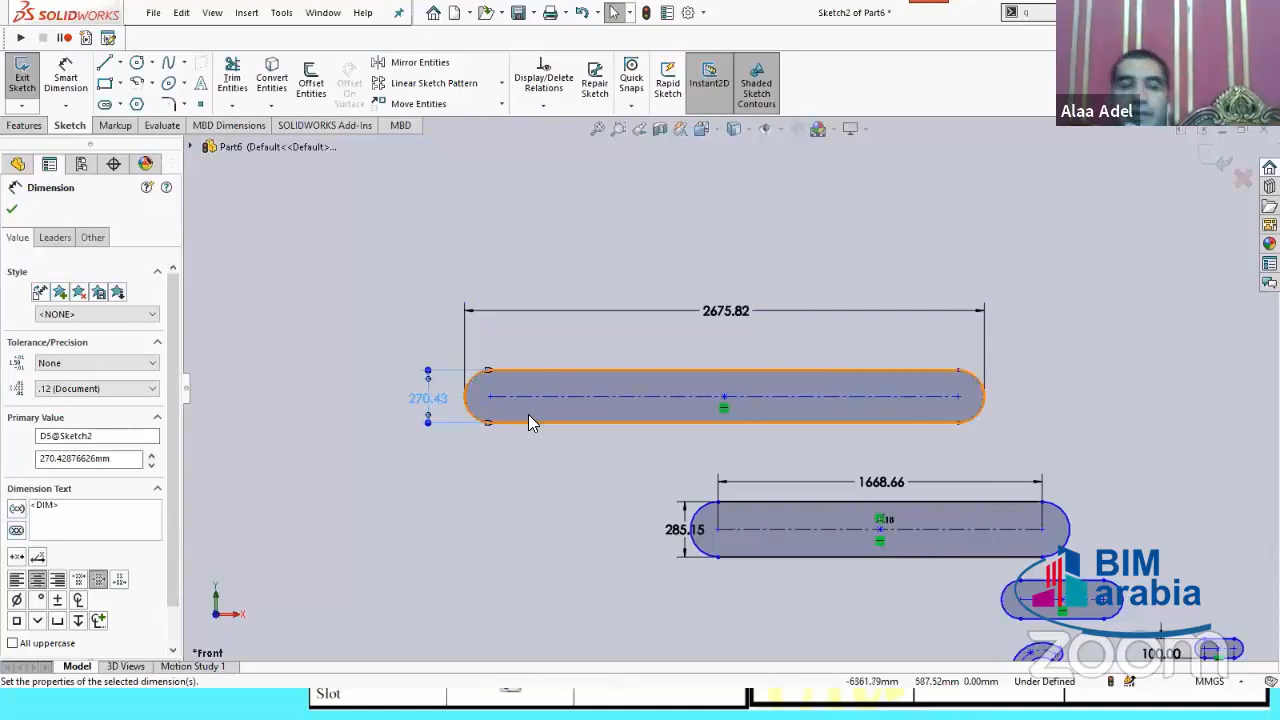 SOLIDWORKS
File
Edit
View
Insert
Tools
Window
Help
Sketch2 of Part6 *
q
Alaa Adel
Exit
Sketch
Smart
Dimension
Trim
Entities
Convert
Entities
Offset
Entities
Offset
On
Surface
Mirror Entities
Linear Sketch Pattern
Move Entities
Display/Delete
Relations
Repair
Sketch
Quick
Snaps
Rapid
Sketch
Instant2D
Shaded
Sketch
Contours
Features
Sketch
Markup
Evaluate
MBD Dimensions
SOLIDWORKS Add-Ins
MBD
Part6 (Default<<Default>...
Dimension
Value
Leaders
Other
Style
<NONE>
Tolerance/Precision
None
.12 (Document)
Primary Value
D5@Sketch2
270.42876626mm
Dimension Text
<DIM>
All uppercase
2675.82
270.43
1668.66
285.15
18
100.00
Y
X
*Front
BIM
arabia
zoom
Model
3D Views
Motion Study 1
Set the properties of the selected dimension(s).
-6361.79mm
587.52mm 0.00mm
Under Defined
MMGS
Slot